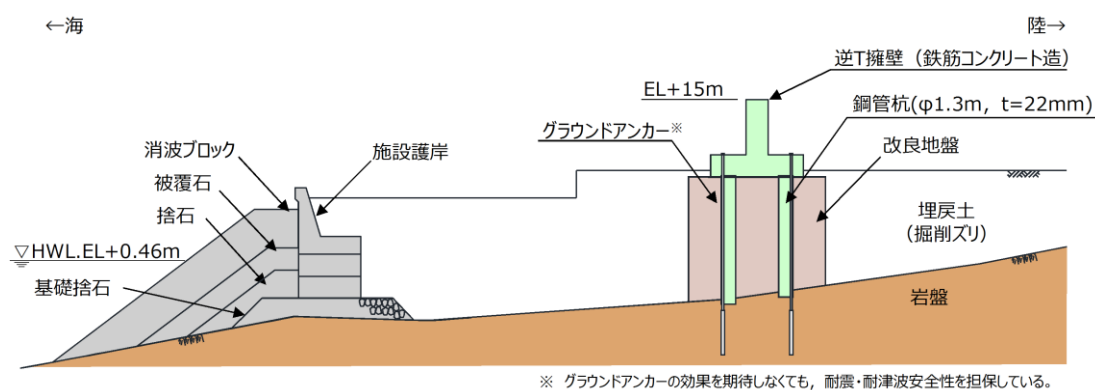 ←海
陸→
逆T擁壁（鉄筋コンクリート造）
EL+15m
鋼管杭(φ1.3m，t=22mm)
グラウンドアンカー※
改良地盤
消波ブロック
施設護岸
被覆石
捨石
埋戻土
(掘削ズリ)
▽HWL.EL+0.46m
基礎捨石
岩盤
※ グラウンドアンカーの効果を期待しなくても，耐震・耐津波安全性を担保している。